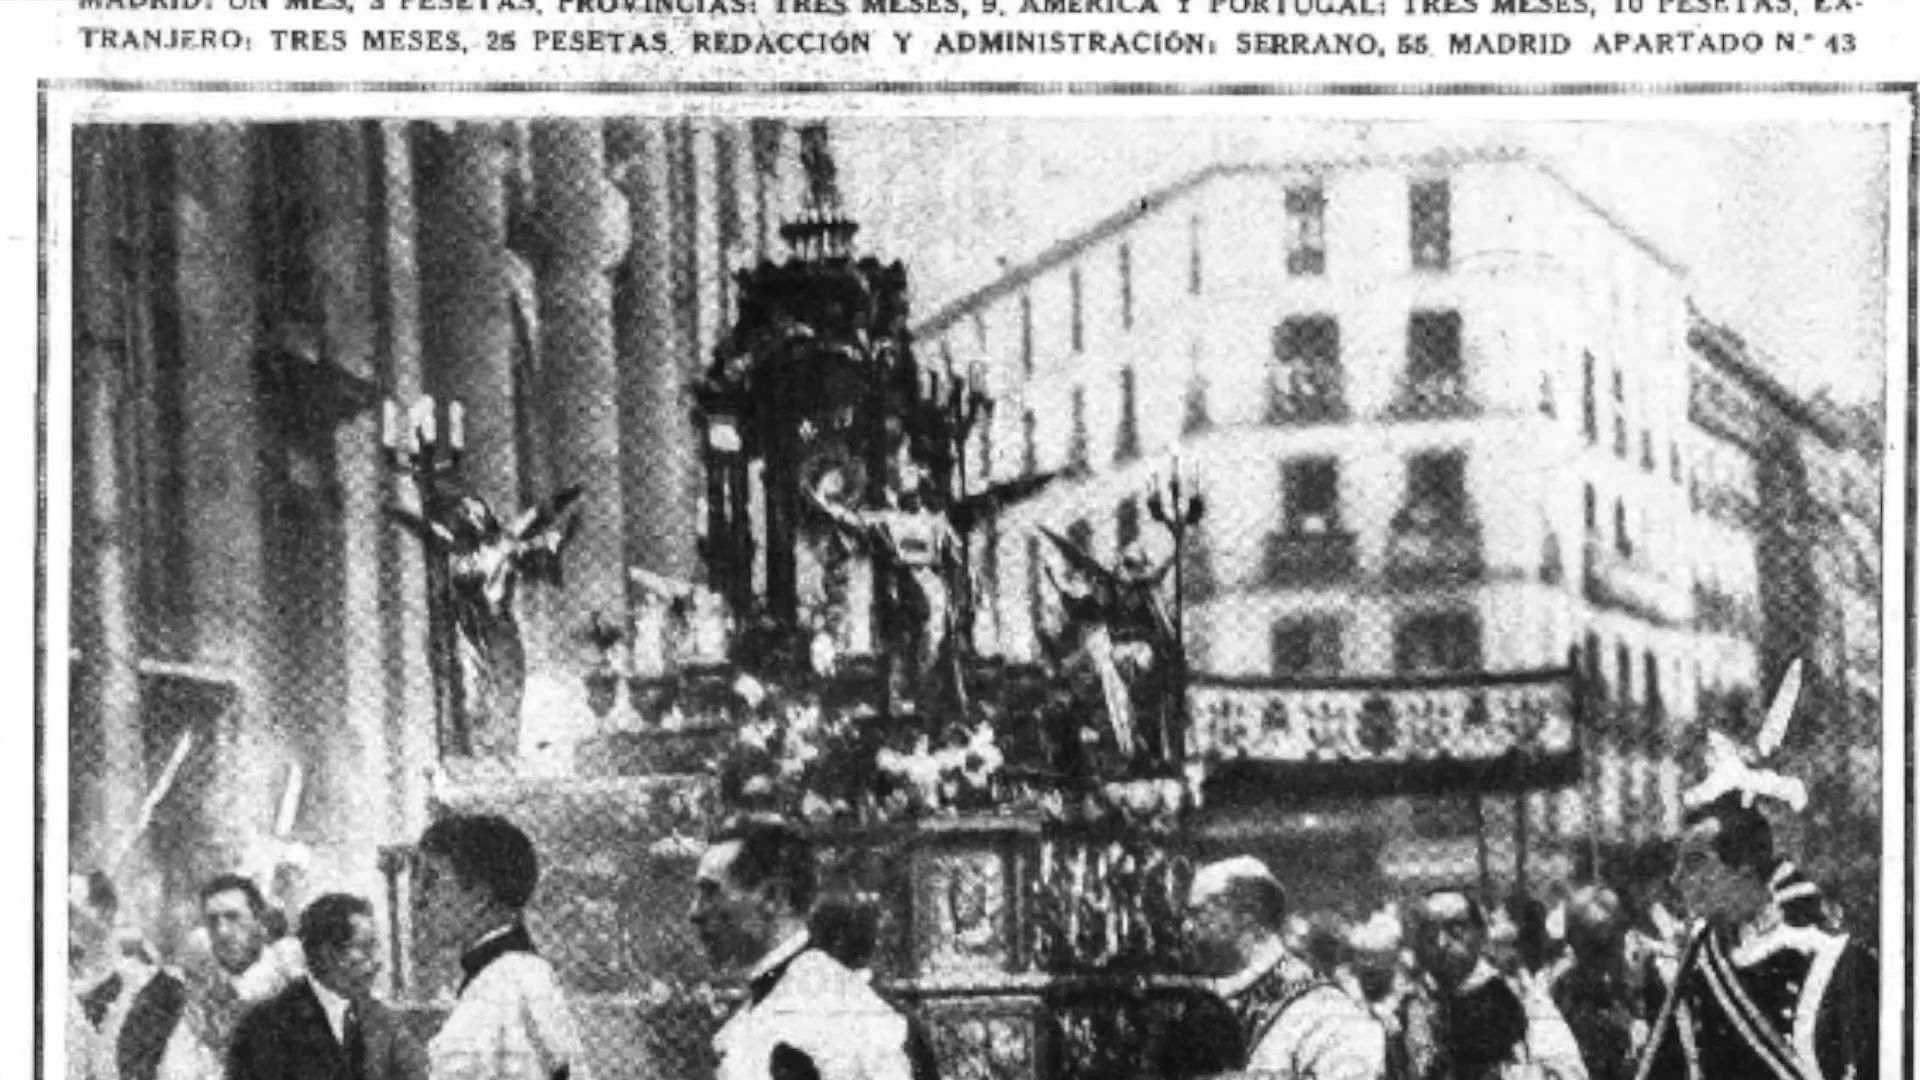 MADRID: UN MES, 3 PESETAS. PROVINCIAS: TRES MESES, 9. AMERICA Y PORTUGAL: TRES MESES, 10 PESETAS. EX-
TRANJERO: TRES MESES, 25 PESETAS. REDACCIÓN Y ADMINISTRACIÓN: SERRANO, 55. MADRID APARTADO N.º 43